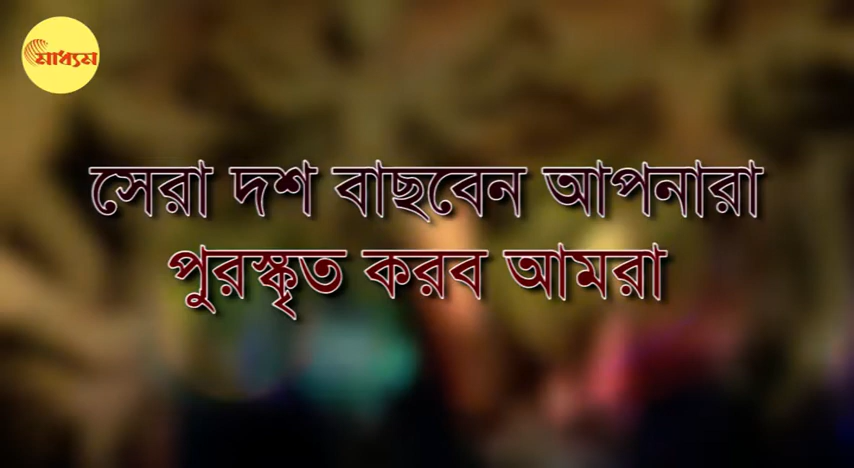 মাধ্যম
সেরা দশ বাছবেন আপনারা
পুরস্কৃত করব আমরা